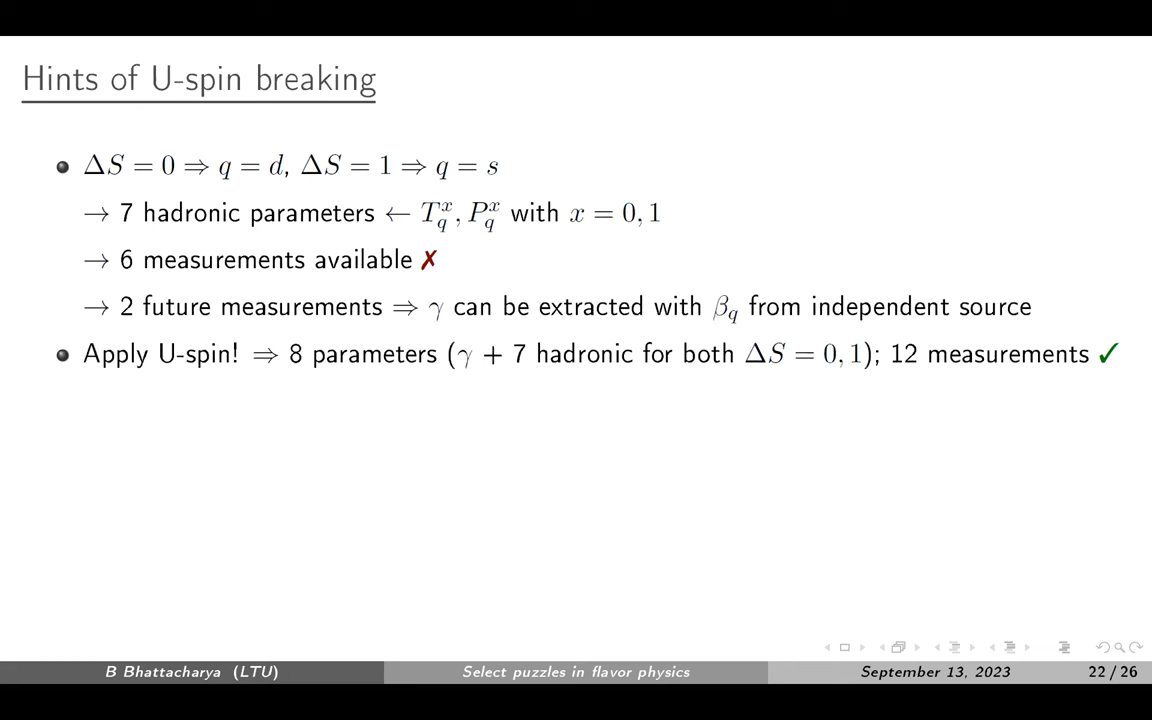 Hints of U-spin breaking
ΔS = 0 ⇒ q = d, ΔS = 1 ⇒ q = s
→ 7 hadronic parameters ← T_q^x, P_q^x with x = 0, 1
→ 6 measurements available ✗
→ 2 future measurements ⇒ γ can be extracted with β_q from independent source
Apply U-spin! ⇒ 8 parameters (γ + 7 hadronic for both ΔS = 0, 1); 12 measurements ✓
B Bhattacharya (LTU) Select puzzles in flavor physics September 13, 2023 22 / 26